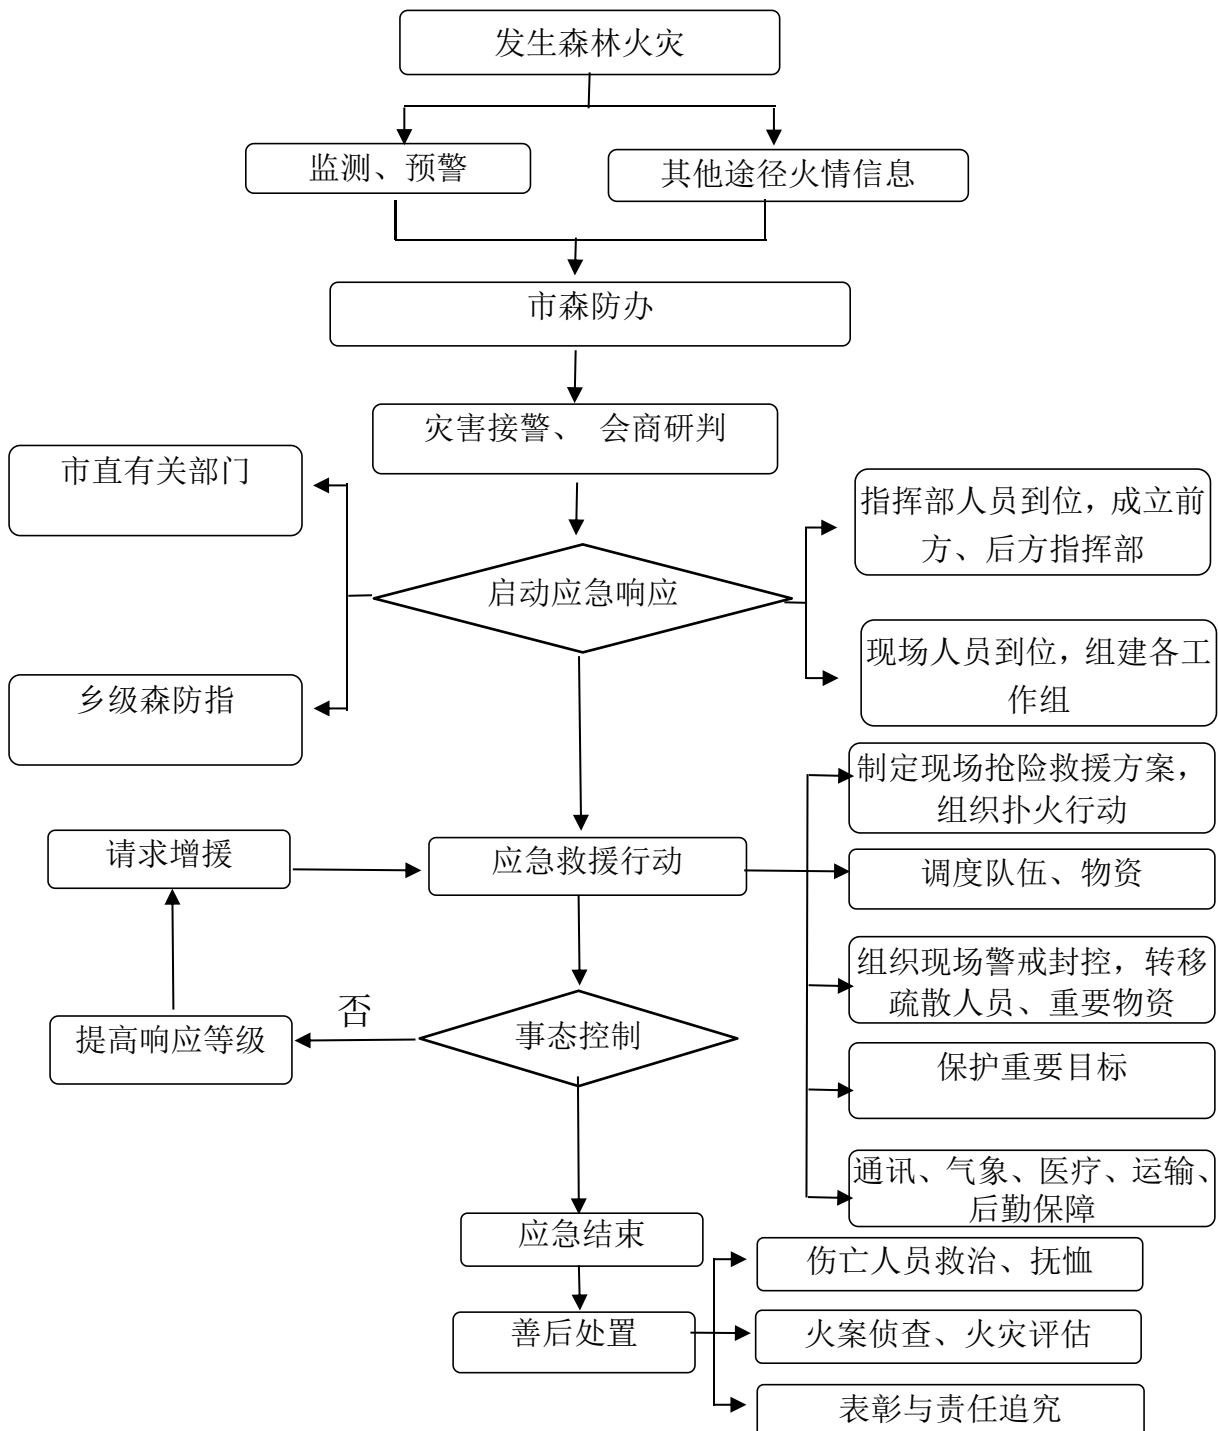 发生森林火灾
监测、预警
其他途径火情信息
市森防办
灾害接警、 会商研判
市直有关部门
指挥部人员到位，成立前
方、后方指挥部
启动应急响应
现场人员到位，组建各工
作组
乡级森防指
制定现场抢险救援方案，
组织扑火行动
请求增援
应急救援行动
调度队伍、物资
组织现场警戒封控，转移
疏散人员、重要物资
否
提高响应等级
事态控制
保护重要目标
通讯、气象、医疗、运输、
后勤保障
应急结束
伤亡人员救治、抚恤
善后处置
火案侦查、火灾评估
表彰与责任追究